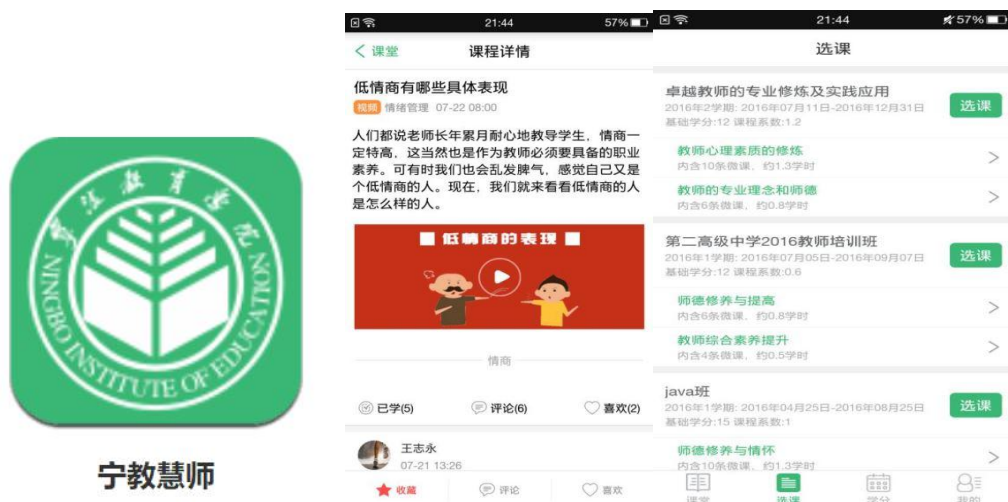 宁波教育学院
NINGBO INSTITUTE OF EDUCATION
宁教慧师
21:44
57%
课堂
课程详情
低情商有哪些具体表现
视频 情绪管理 07-22 08:00
人们都说老师长年累月耐心地教导学生，情商一
定特高，这当然也是作为教师必须要具备的职业
素养。可有时我们也会乱发脾气，感觉自己又是
个低情商的人。现在，我们就来看看低情商的人
是怎么样的人。
低情商的表现
情商
已学(5) 评论(6) 喜欢(2)
王志永
07-21 13:26
收藏 评论 喜欢
21:44
57%
选课
卓越教师的专业修炼及实践应用
2016年2学期: 2016年07月11日-2016年12月31日
基础学分:12 课程系数:1.2
选课
教师心理素质的修炼
内含10条微课，约1.3学时
教师的专业理念和师德
内含6条微课，约0.8学时
第二高级中学2016教师培训班
2016年1学期: 2016年07月05日-2016年09月07日
基础学分:12 课程系数:0.6
选课
师德修养与提高
内含6条微课，约0.8学时
教师综合素养提升
内含4条微课，约0.5学时
java班
2016年1学期: 2016年04月25日-2016年08月25日
基础学分:15 课程系数:1
选课
师德修养与情怀
内含10条微课，约1.3学时
课堂 选课 学分 我的